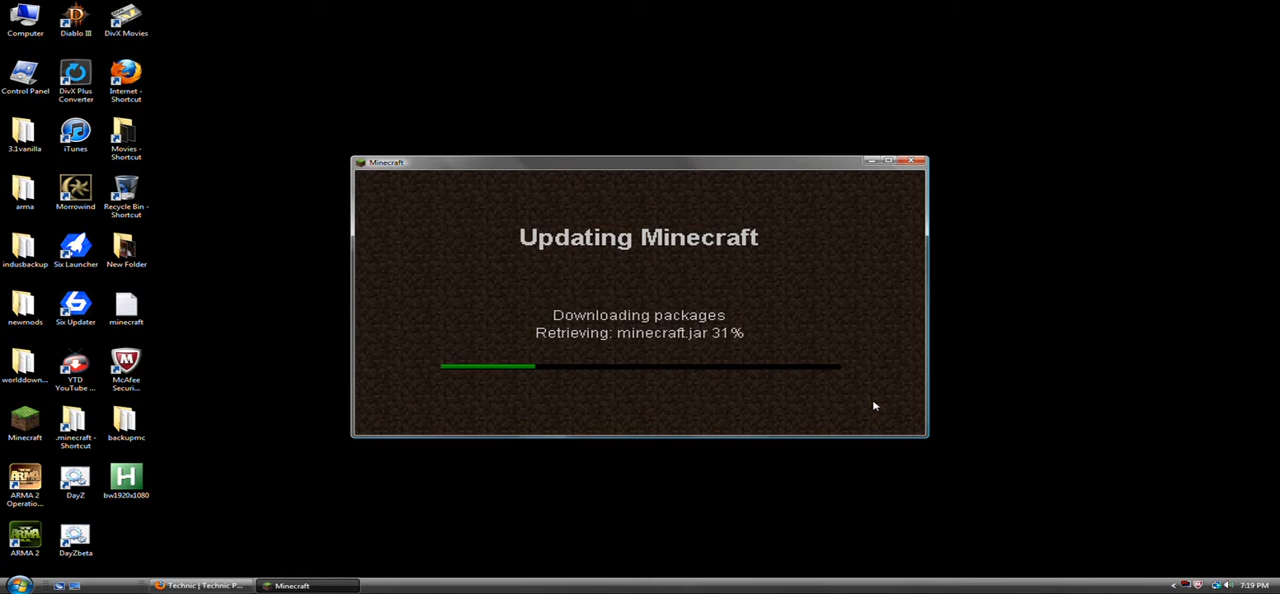 Computer
Diablo III
DivX Movies
Control Panel
DivX Plus
Converter
Internet -
Shortcut
3.1vanilla
iTunes
Movies -
Shortcut
arma
Morrowind
Recycle Bin -
Shortcut
indusbackup
Six Launcher
New Folder
newmods
Six Updater
minecraft
worlddown...
YTD
YouTube ...
McAfee
Securi...
Minecraft
.minecraft -
Shortcut
backupmc
ARMA 2
Operatio...
DayZ
H
bw1920x1080
ARMA 2
DayZbeta
Minecraft
Updating Minecraft
Downloading packages
Retrieving: minecraft.jar 31%
Technic | Technic P...
Minecraft
<
7:19 PM